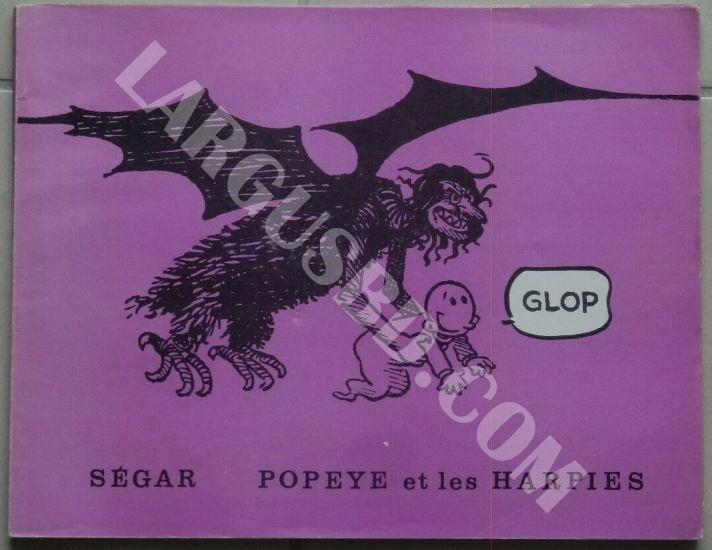 LARGUSBD.COM
GLOP
SÉGAR POPEYE et les HARPIES